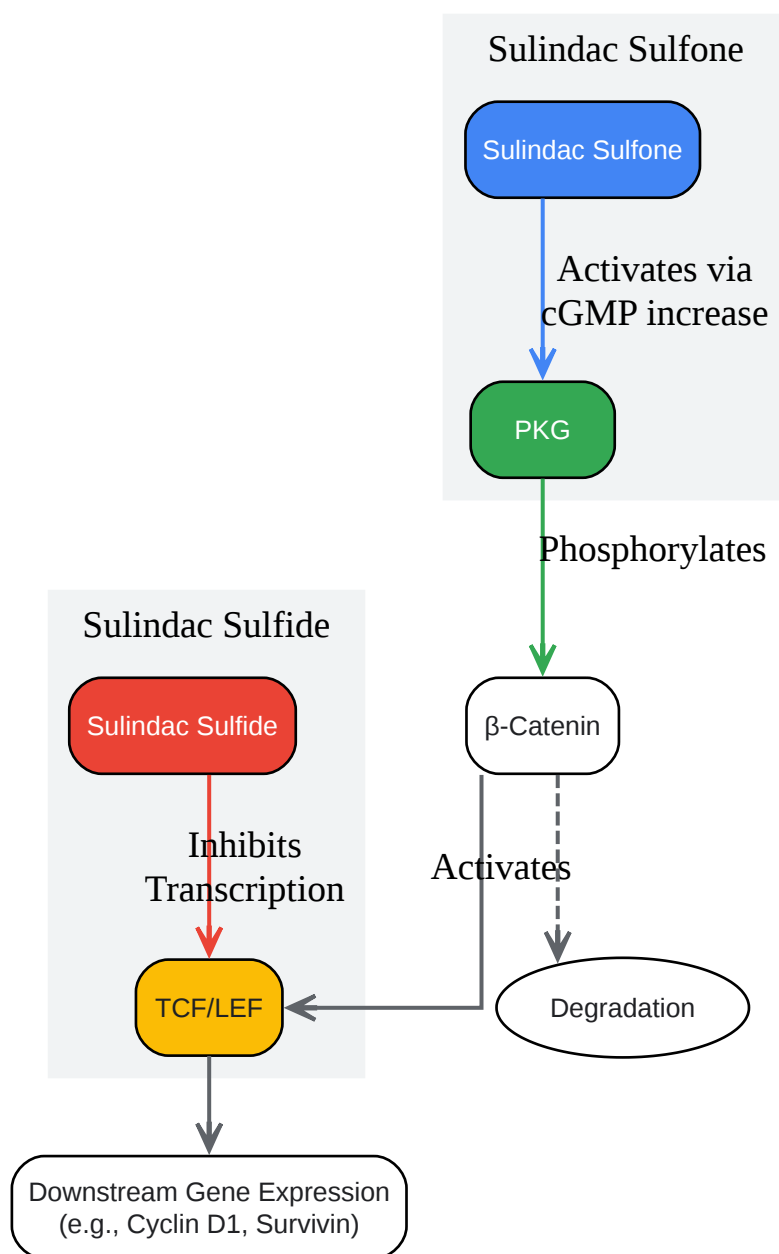 Sulindac Sulfone
Sulindac Sulfone
Activates via
cGMP increase
PKG
Phosphorylates
Sulindac Sulfide
Sulindac Sulfide
β-Catenin
Inhibits
Transcription
Activates
TCF/LEF
Degradation
Downstream Gene Expression
(e.g., Cyclin D1, Survivin)